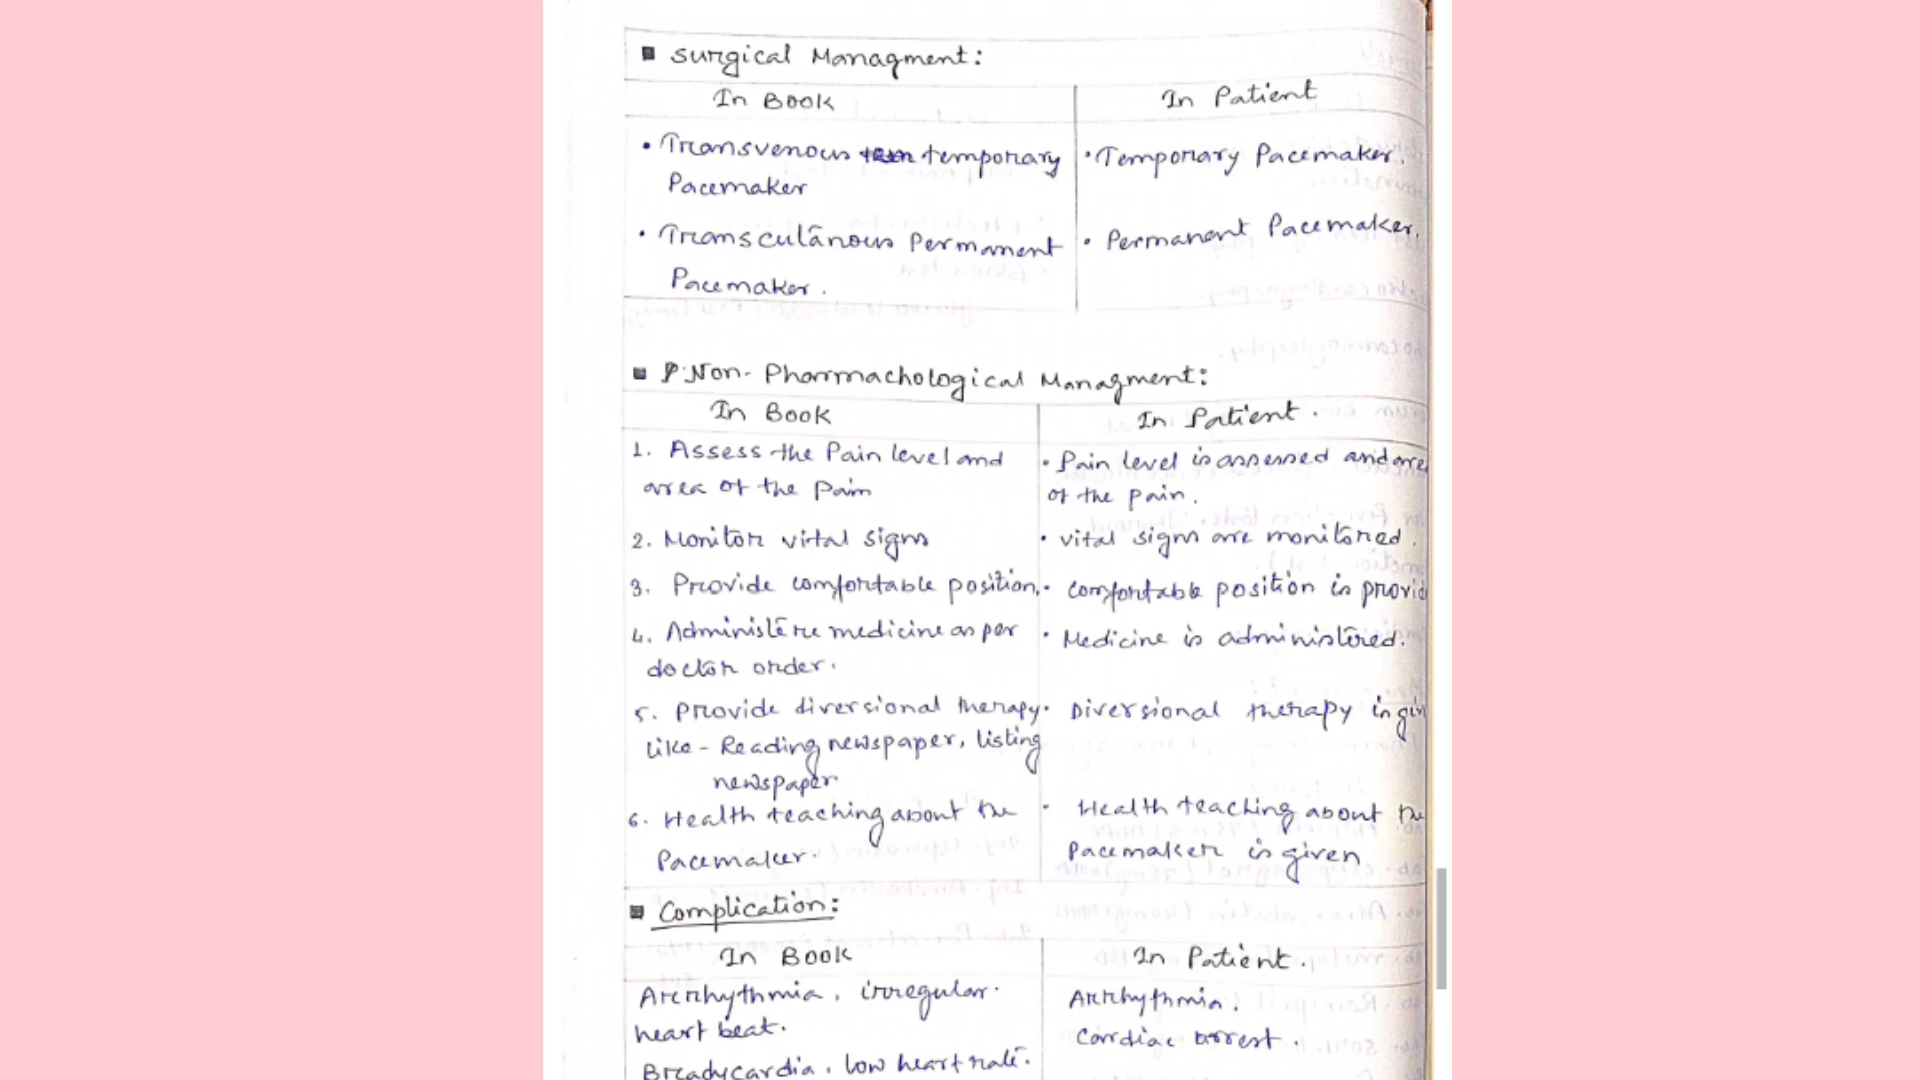 ▪ Surgical Managment:
In Book
In Patient
• Transvenous temporary
Pacemaker
• Temporary Pacemaker.
• Transculanous Permanent
Pacemaker.
• Permanant Pacemaker.
▪ Non-Pharmachological Managment:
In Book
In Patient.
1. Assess the Pain level and
area of the Pain
• Pain level is assessed and are
of the pain.
2. Monitor vital signs
• vital signs are monitored.
3. Provide comfortable position.
• Comfortable position is provid
4. Administere medicine as per
doctor order.
• Medicine is administered.
5. Provide diversional therapy
like - Reading newspaper, listing
newspaper
• Diversional therapy is giv
6. Health teaching about the
Pacemaker.
• Health teaching about the
Pacemaker is given
▪ Complication:
In Book
In Patient.
Arrhythmia, irregular
heart beat.
Bradycardia, low heart rate.
Arrhythmia,
Cardiac arrest.